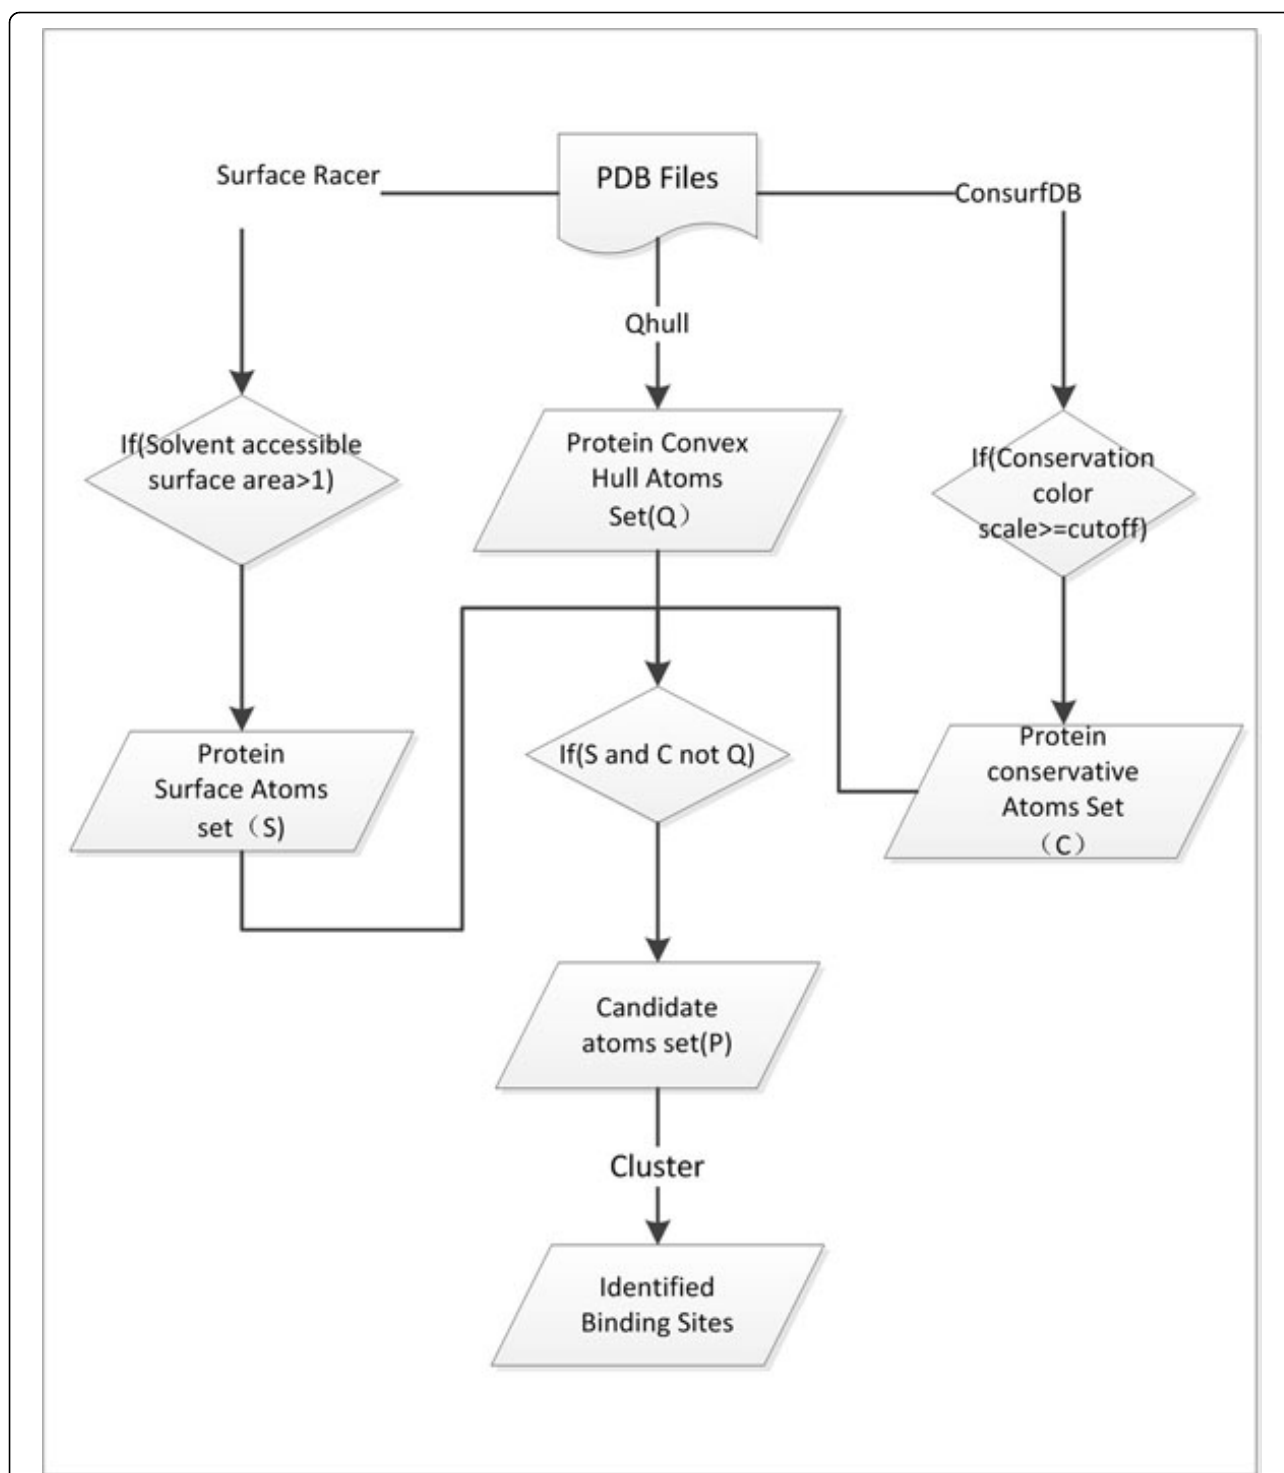 PDB Files
Surface Racer
ConsurfDB
Qhull
If(Solvent accessible
surface area>1)
Protein Convex
Hull Atoms
Set(Q）
If(Conservation
color
scale>=cutoff)
Protein
Surface Atoms
set（S)
If(S and C not Q)
Protein
conservative
Atoms Set
（C）
Candidate
atoms set(P)
Cluster
Identified
Binding Sites